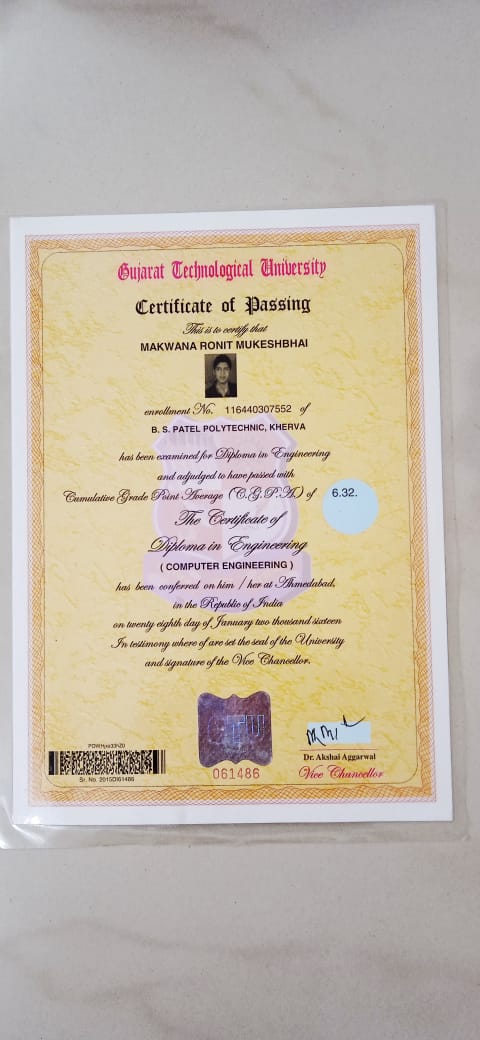 Gujarat Technological University
Certificate of Passing
This is to certify that
MAKWANA RONIT MUKESHBHAI
enrollment No. 116440307552 of
B. S. PATEL POLYTECHNIC, KHERVA
has been examined for Diploma in Engineering
and adjudged to have passed with
Cumulative Grade Point Average (C.G.P.A.) of 6.32.
The Certificate of
Diploma in Engineering
( COMPUTER ENGINEERING )
has been conferred on him / her at Ahmedabad,
in the Republic of India
on twenty eighth day of January two thousand sixteen
In testimony where of are set the seal of the University
and signature of the Vice Chancellor.
GTU
061486
Sr. No. 2015DI61486
Dr. Akshai Aggarwal
Vice Chancellor